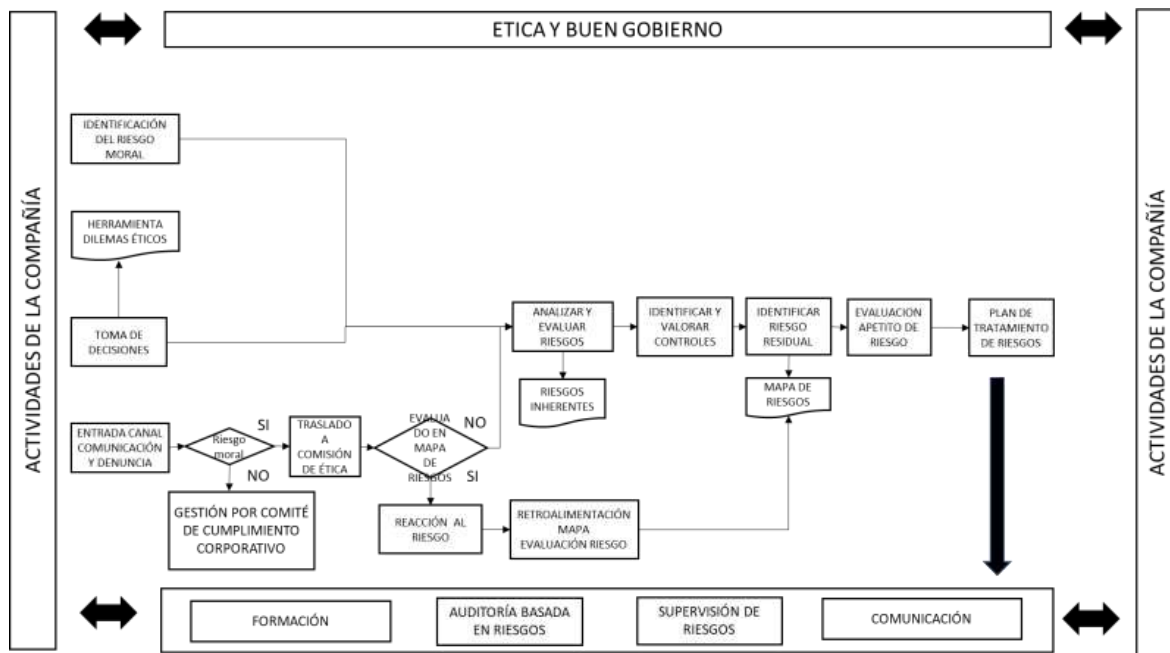 ETICA Y BUEN GOBIERNO
ACTIVIDADES DE LA COMPAÑÍA
IDENTIFICACIÓN
DEL RIESGO
MORAL
HERRAMIENTA
DILEMAS ÉTICOS
TOMA DE
DECISIONES
ANALIZAR Y
EVALUAR
RIESGOS
IDENTIFICAR Y
VALORAR
CONTROLES
IDENTIFICAR
RIESGO
RESIDUAL
EVALUACION
APETITO DE
RIESGO
PLAN DE
TRATAMIENTO
DE RIESGOS
RIESGOS
INHERENTES
MAPA DE
RIESGOS
ENTRADA CANAL
COMUNICACIÓN
Y DENUNCIA
Riesgo
moral
SI
NO
TRASLADO
A
COMISIÓN
DE ÉTICA
EVALUA
DO EN
MAPA
DE
RIESGOS
NO
SI
GESTIÓN POR COMITÉ
DE CUMPLIMIENTO
CORPORATIVO
REACCIÓN AL
RIESGO
RETROALIMENTACIÓN
MAPA
EVALUACIÓN RIESGO
FORMACIÓN
AUDITORÍA BASADA
EN RIESGOS
SUPERVISIÓN DE
RIESGOS
COMUNICACIÓN
ACTIVIDADES DE LA COMPAÑÍA